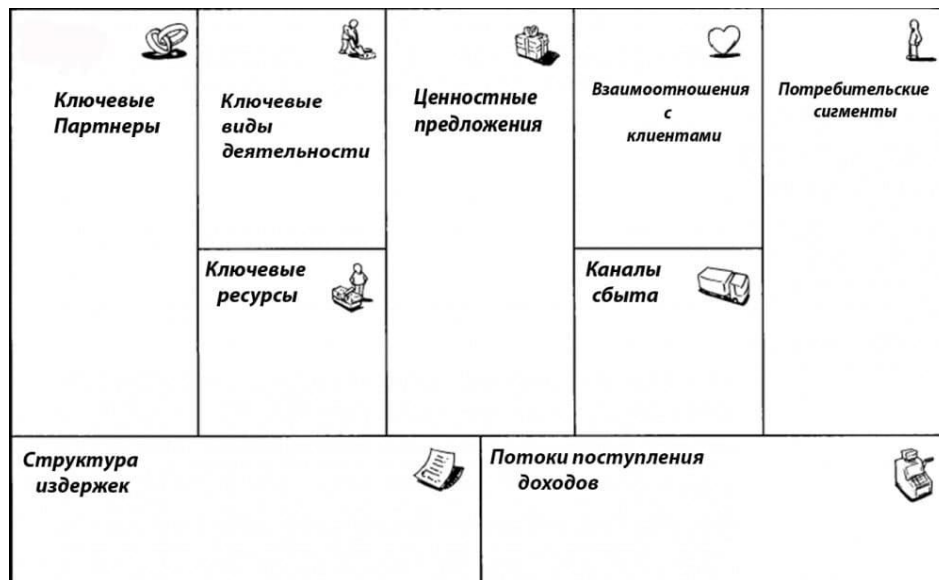 Ключевые
Партнеры
Ключевые
виды
деятельности
Ключевые
ресурсы
Ценностные
предложения
Взаимоотношения
с
клиентами
Каналы
сбыта
Потребительские
сигменты
Структура
издержек
Потоки поступления
доходов